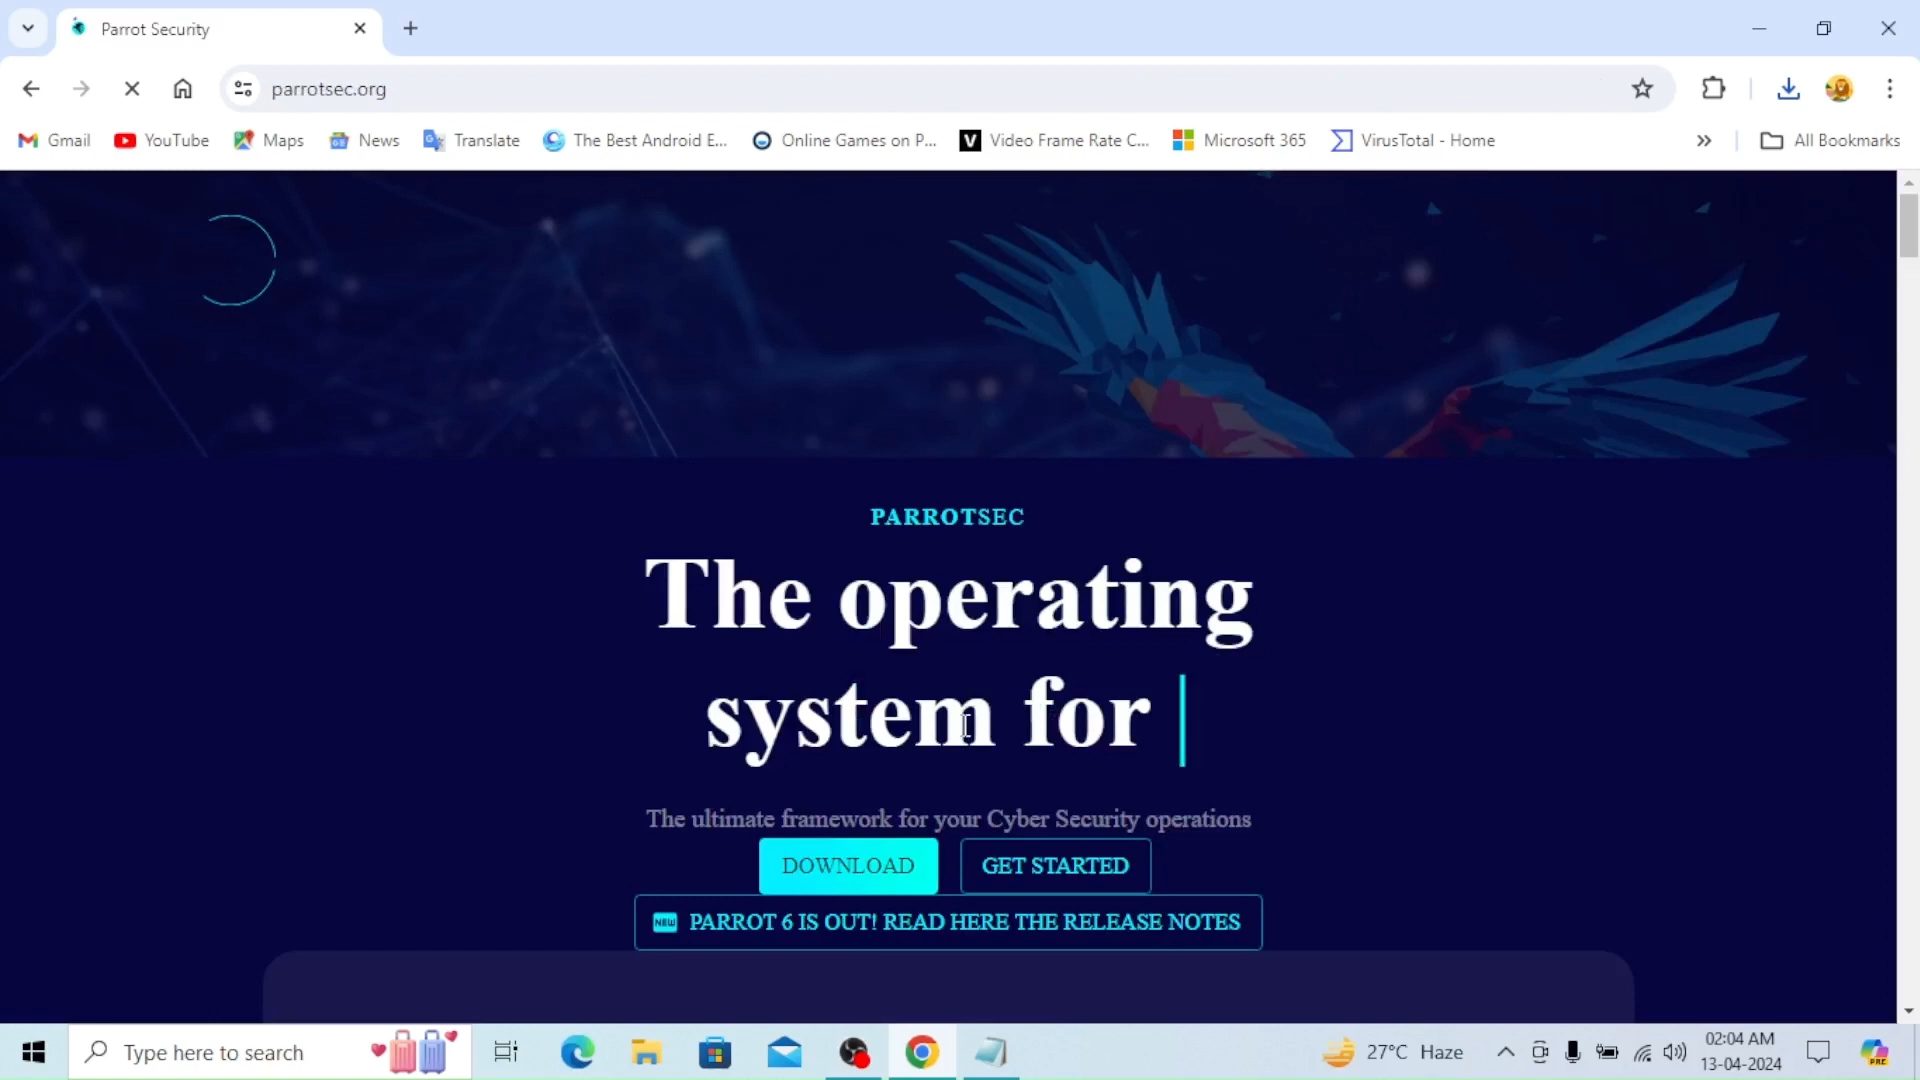 Parrot Security
parrotsec.org
Gmail
YouTube
Maps
News
Translate
The Best Android E...
Online Games on P...
V
Video Frame Rate C...
Microsoft 365
VirusTotal - Home
All Bookmarks
PARROTSEC
The operating
system for
The ultimate framework for your Cyber Security operations
DOWNLOAD
GET STARTED
NEW PARROT 6 IS OUT! READ HERE THE RELEASE NOTES
Type here to search
27°C Haze
02:04 AM
13-04-2024
PRE